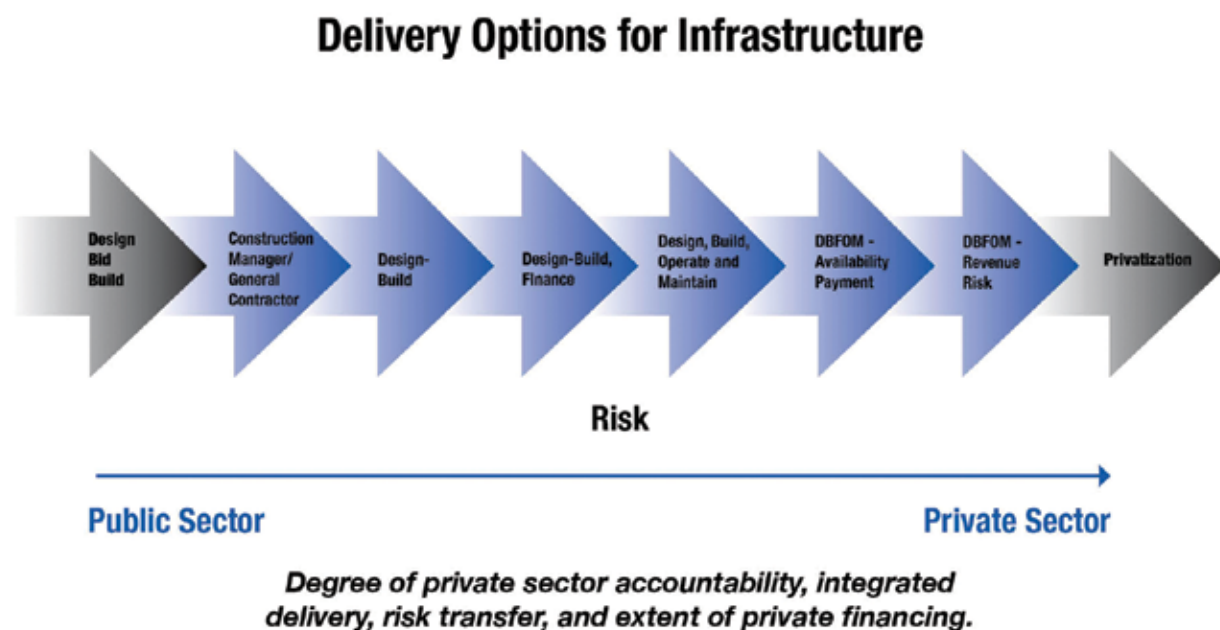 Delivery Options for Infrastructure
Design
Bid
Build
Construction
Manager/
General
Contractor
Design-
Build
Design-Build,
Finance
Design, Build,
Operate and
Maintain
DBFOM -
Availability
Payment
DBFOM -
Revenue
Risk
Privatization
Risk
Public Sector
Private Sector
Degree of private sector accountability, integrated
delivery, risk transfer, and extent of private financing.